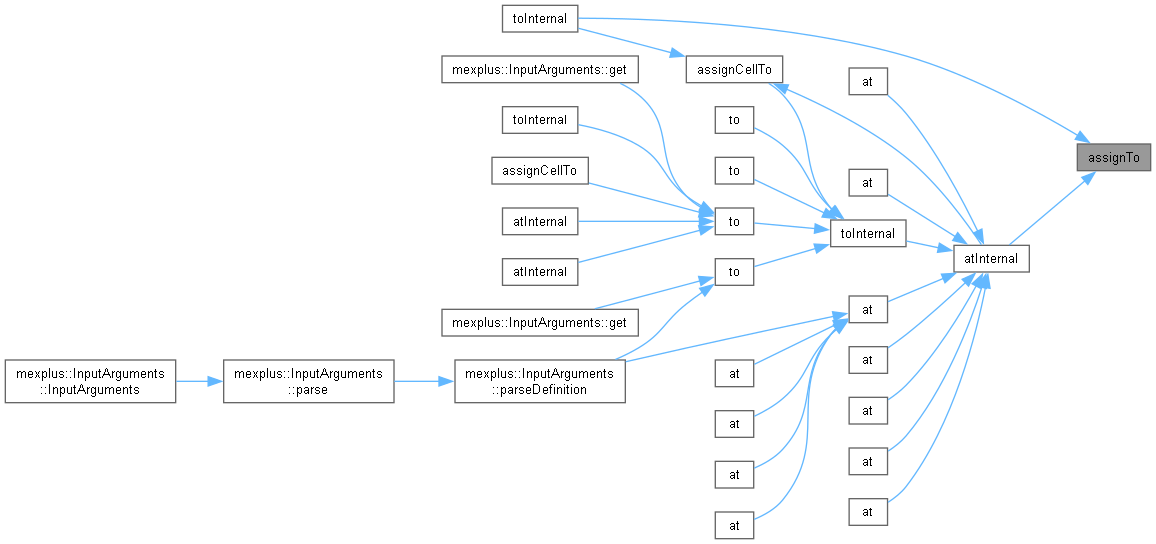 toInternal
mexplus::InputArguments::get
assignCellTo
at
toInternal
to
assignTo
assignCellTo
to
at
atInternal
to
toInternal
atInternal
atInternal
to
at
mexplus::InputArguments::get
at
mexplus::InputArguments
::InputArguments
mexplus::InputArguments
::parse
mexplus::InputArguments
::parseDefinition
at
at
at
at
at
at
at